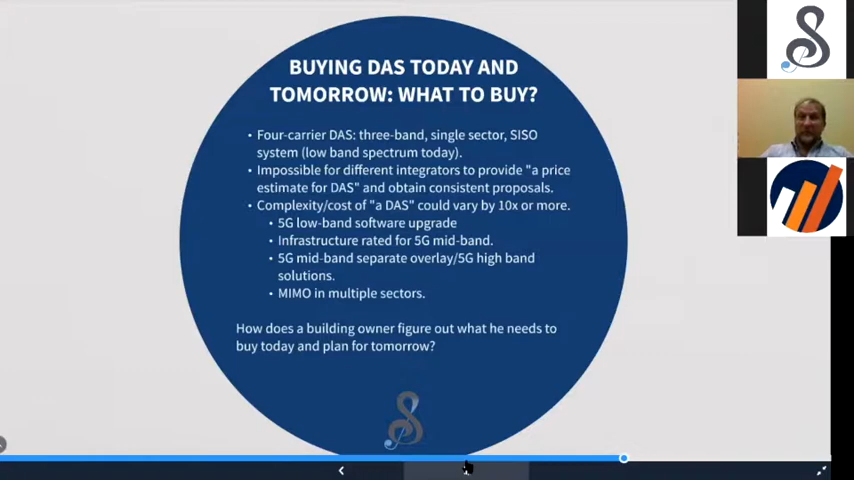 BUYING DAS TODAY AND
TOMORROW: WHAT TO BUY?
• Four-carrier DAS: three-band, single sector, SISO
system (low band spectrum today).
• Impossible for different integrators to provide "a price
estimate for DAS" and obtain consistent proposals.
• Complexity/cost of "a DAS" could vary by 10x or more.
• 5G low-band software upgrade
• Infrastructure rated for 5G mid-band.
• 5G mid-band separate overlay/5G high band
solutions.
• MIMO in multiple sectors.
How does a building owner figure out what he needs to
buy today and plan for tomorrow?